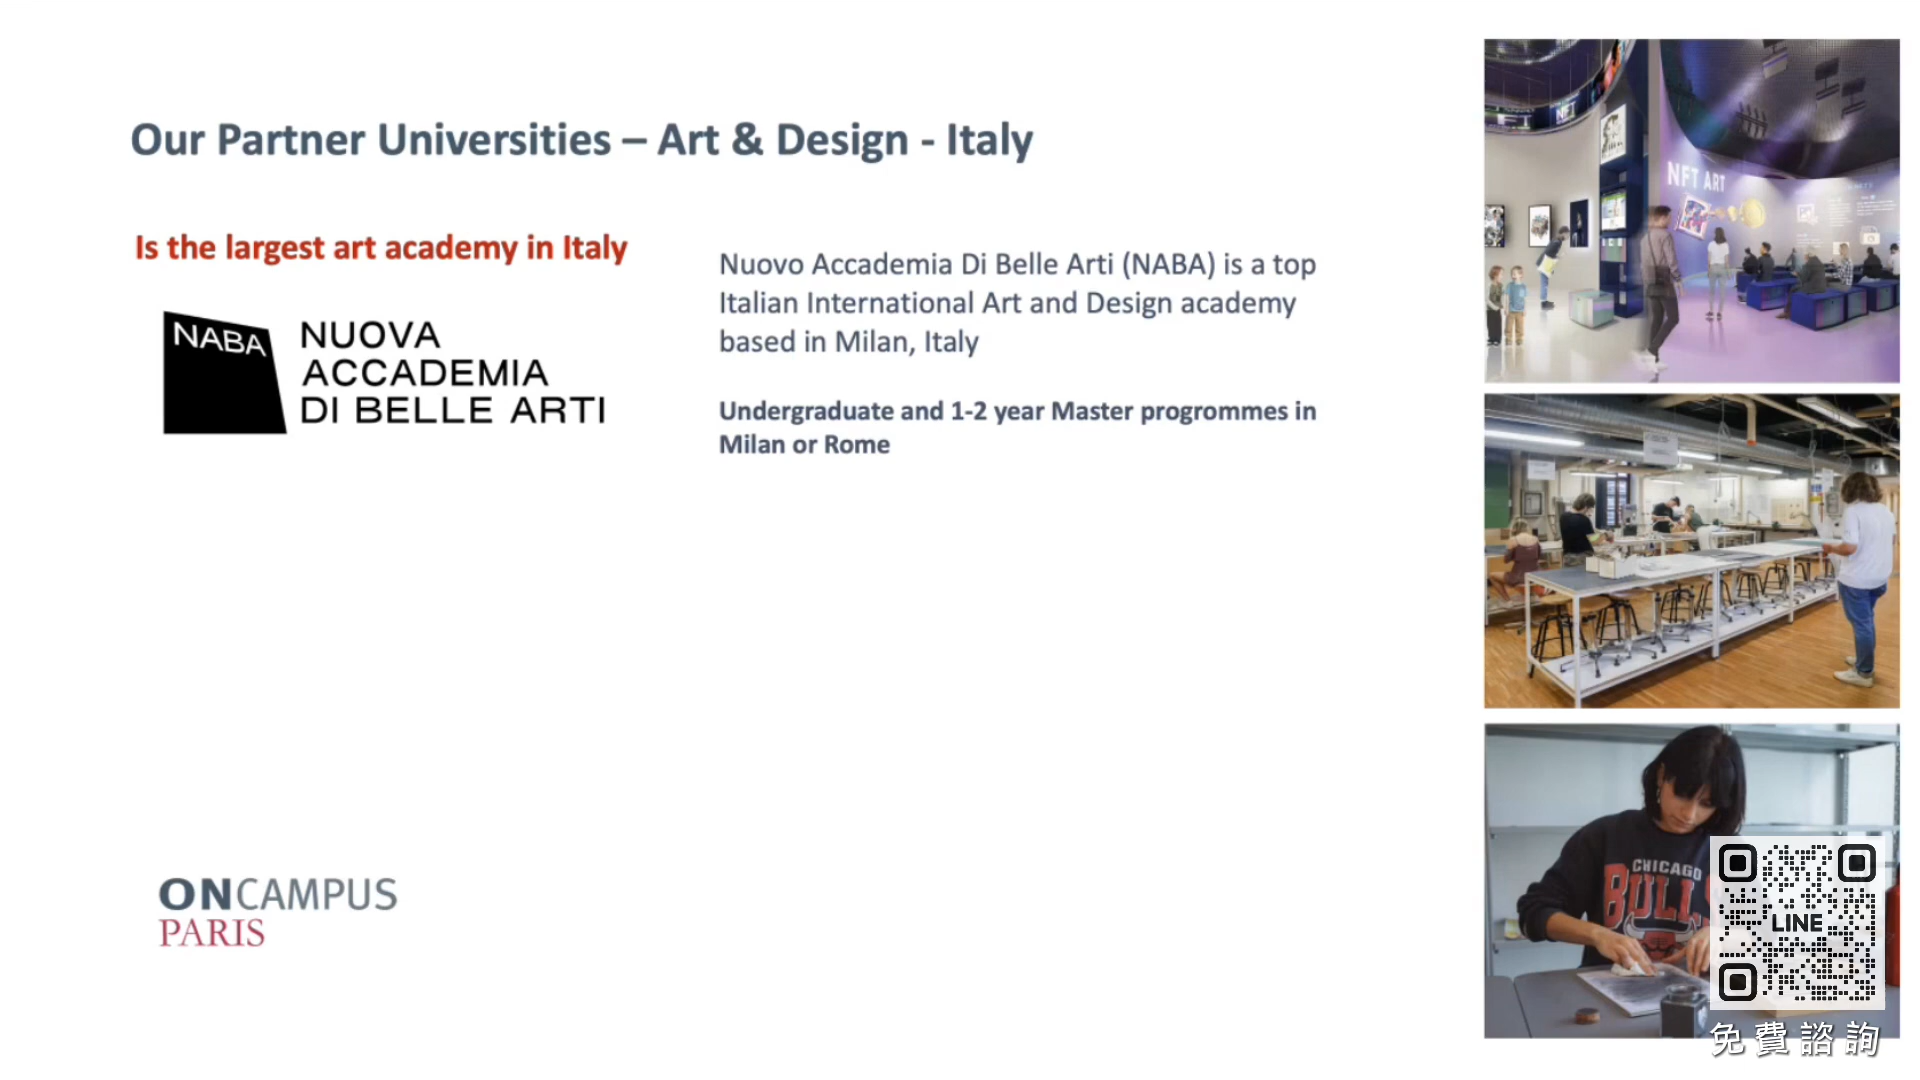 Our Partner Universities – Art & Design - Italy
Is the largest art academy in Italy
NABA
NUOVA
ACCADEMIA
DI BELLE ARTI
Nuovo Accademia Di Belle Arti (NABA) is a top
Italian International Art and Design academy
based in Milan, Italy
Undergraduate and 1-2 year Master progrommes in
Milan or Rome
NFT
NFT ART
CHICAGO
BULLS
LINE
免費諮詢
ONCAMPUS
PARIS